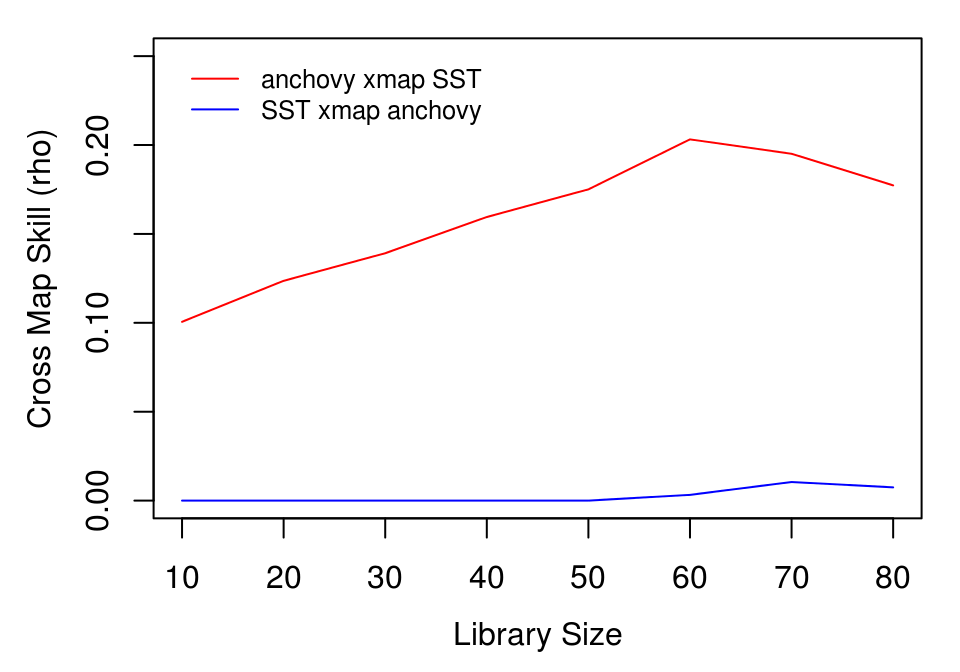 anchovy xmap SST
SST xmap anchovy
Cross Map Skill (rho)
0.20
0.10
0.00
10 20 30 40 50 60 70 80
Library Size